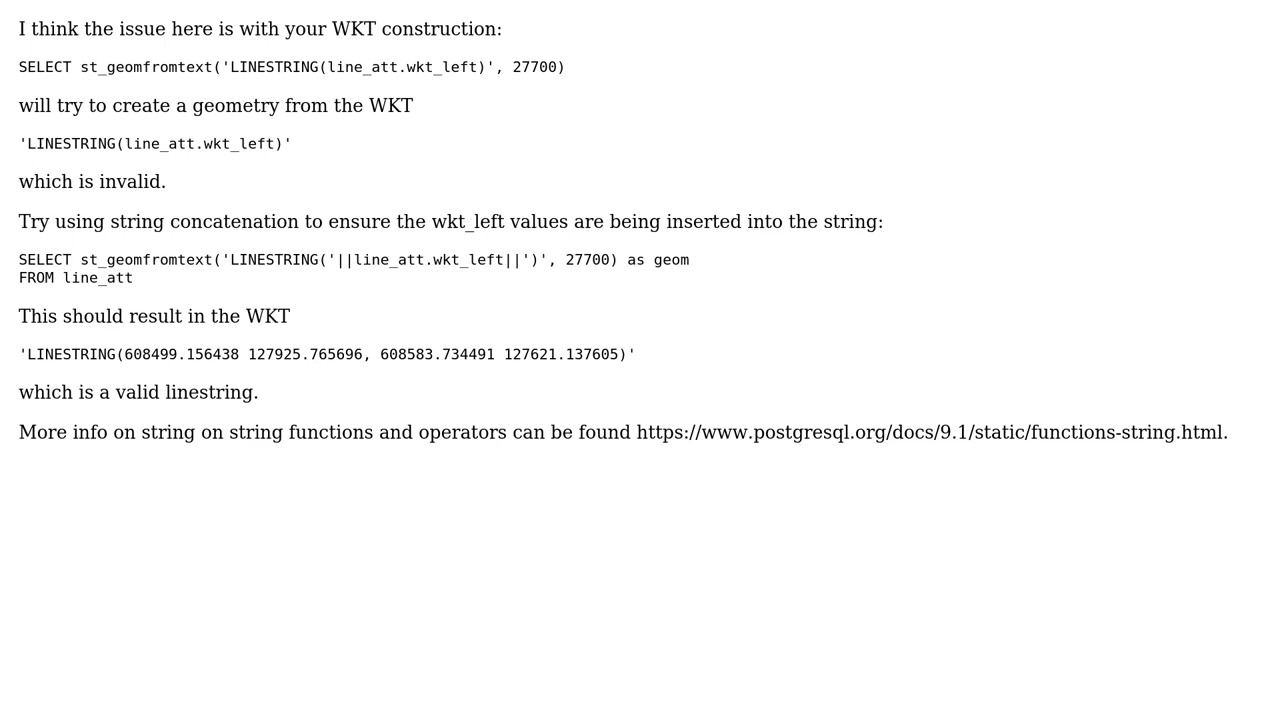 I think the issue here is with your WKT construction:
SELECT st_geomfromtext('LINESTRING(line_att.wkt_left)', 27700)
will try to create a geometry from the WKT
'LINESTRING(line_att.wkt_left)'
which is invalid.
Try using string concatenation to ensure the wkt_left values are being inserted into the string:
SELECT st_geomfromtext('LINESTRING('||line_att.wkt_left||')', 27700) as geom
FROM line_att
This should result in the WKT
'LINESTRING(608499.156438 127925.765696, 608583.734491 127621.137605)'
which is a valid linestring.
More info on string on string functions and operators can be found https://www.postgresql.org/docs/9.1/static/functions-string.html.